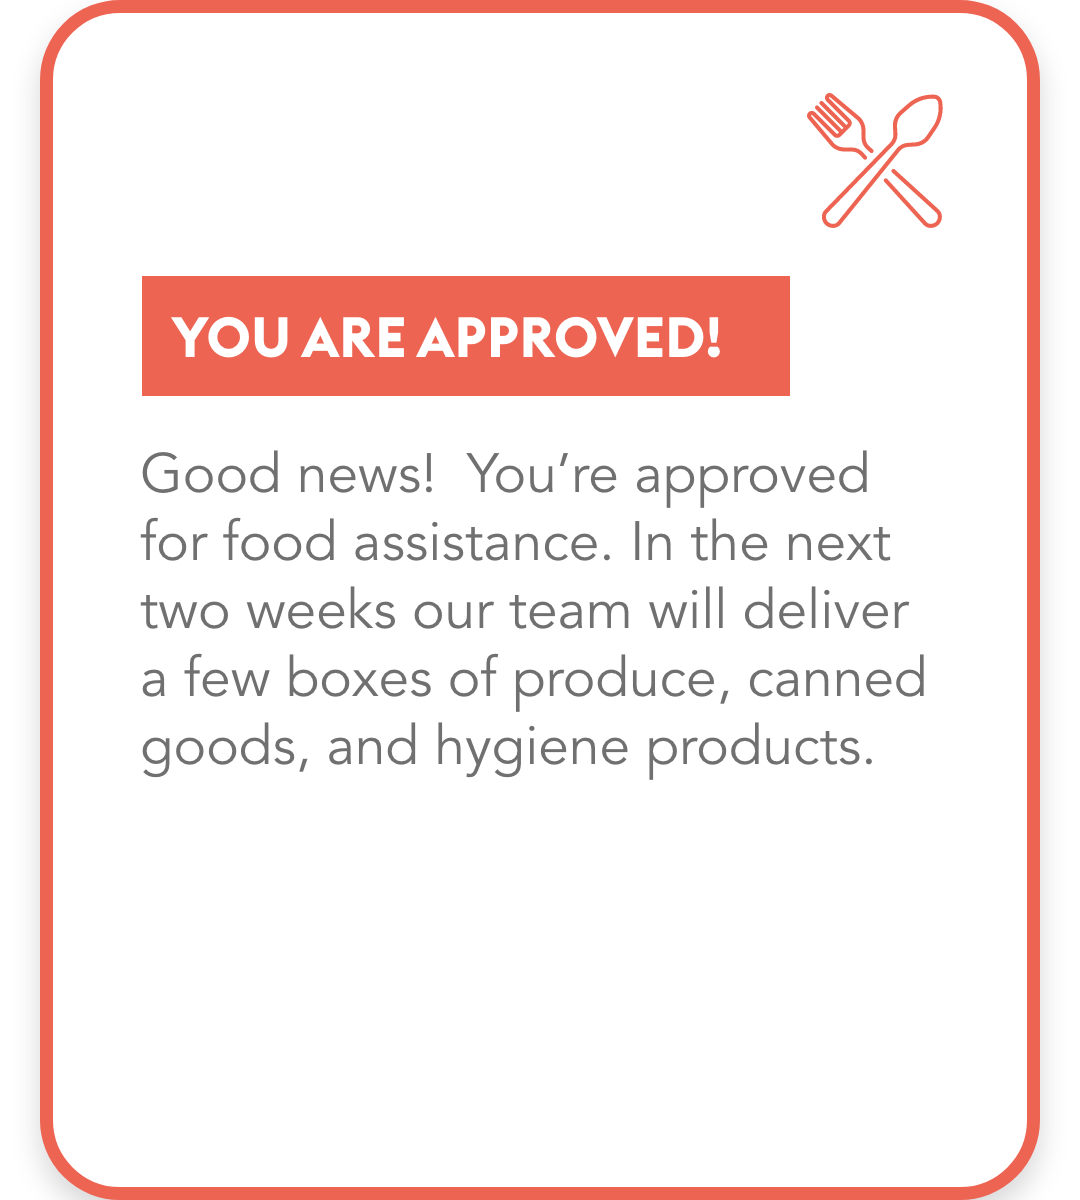 YOU ARE APPROVED!
Good news!  You’re approved
for food assistance. In the next
two weeks our team will deliver
a few boxes of produce, canned
goods, and hygiene products.